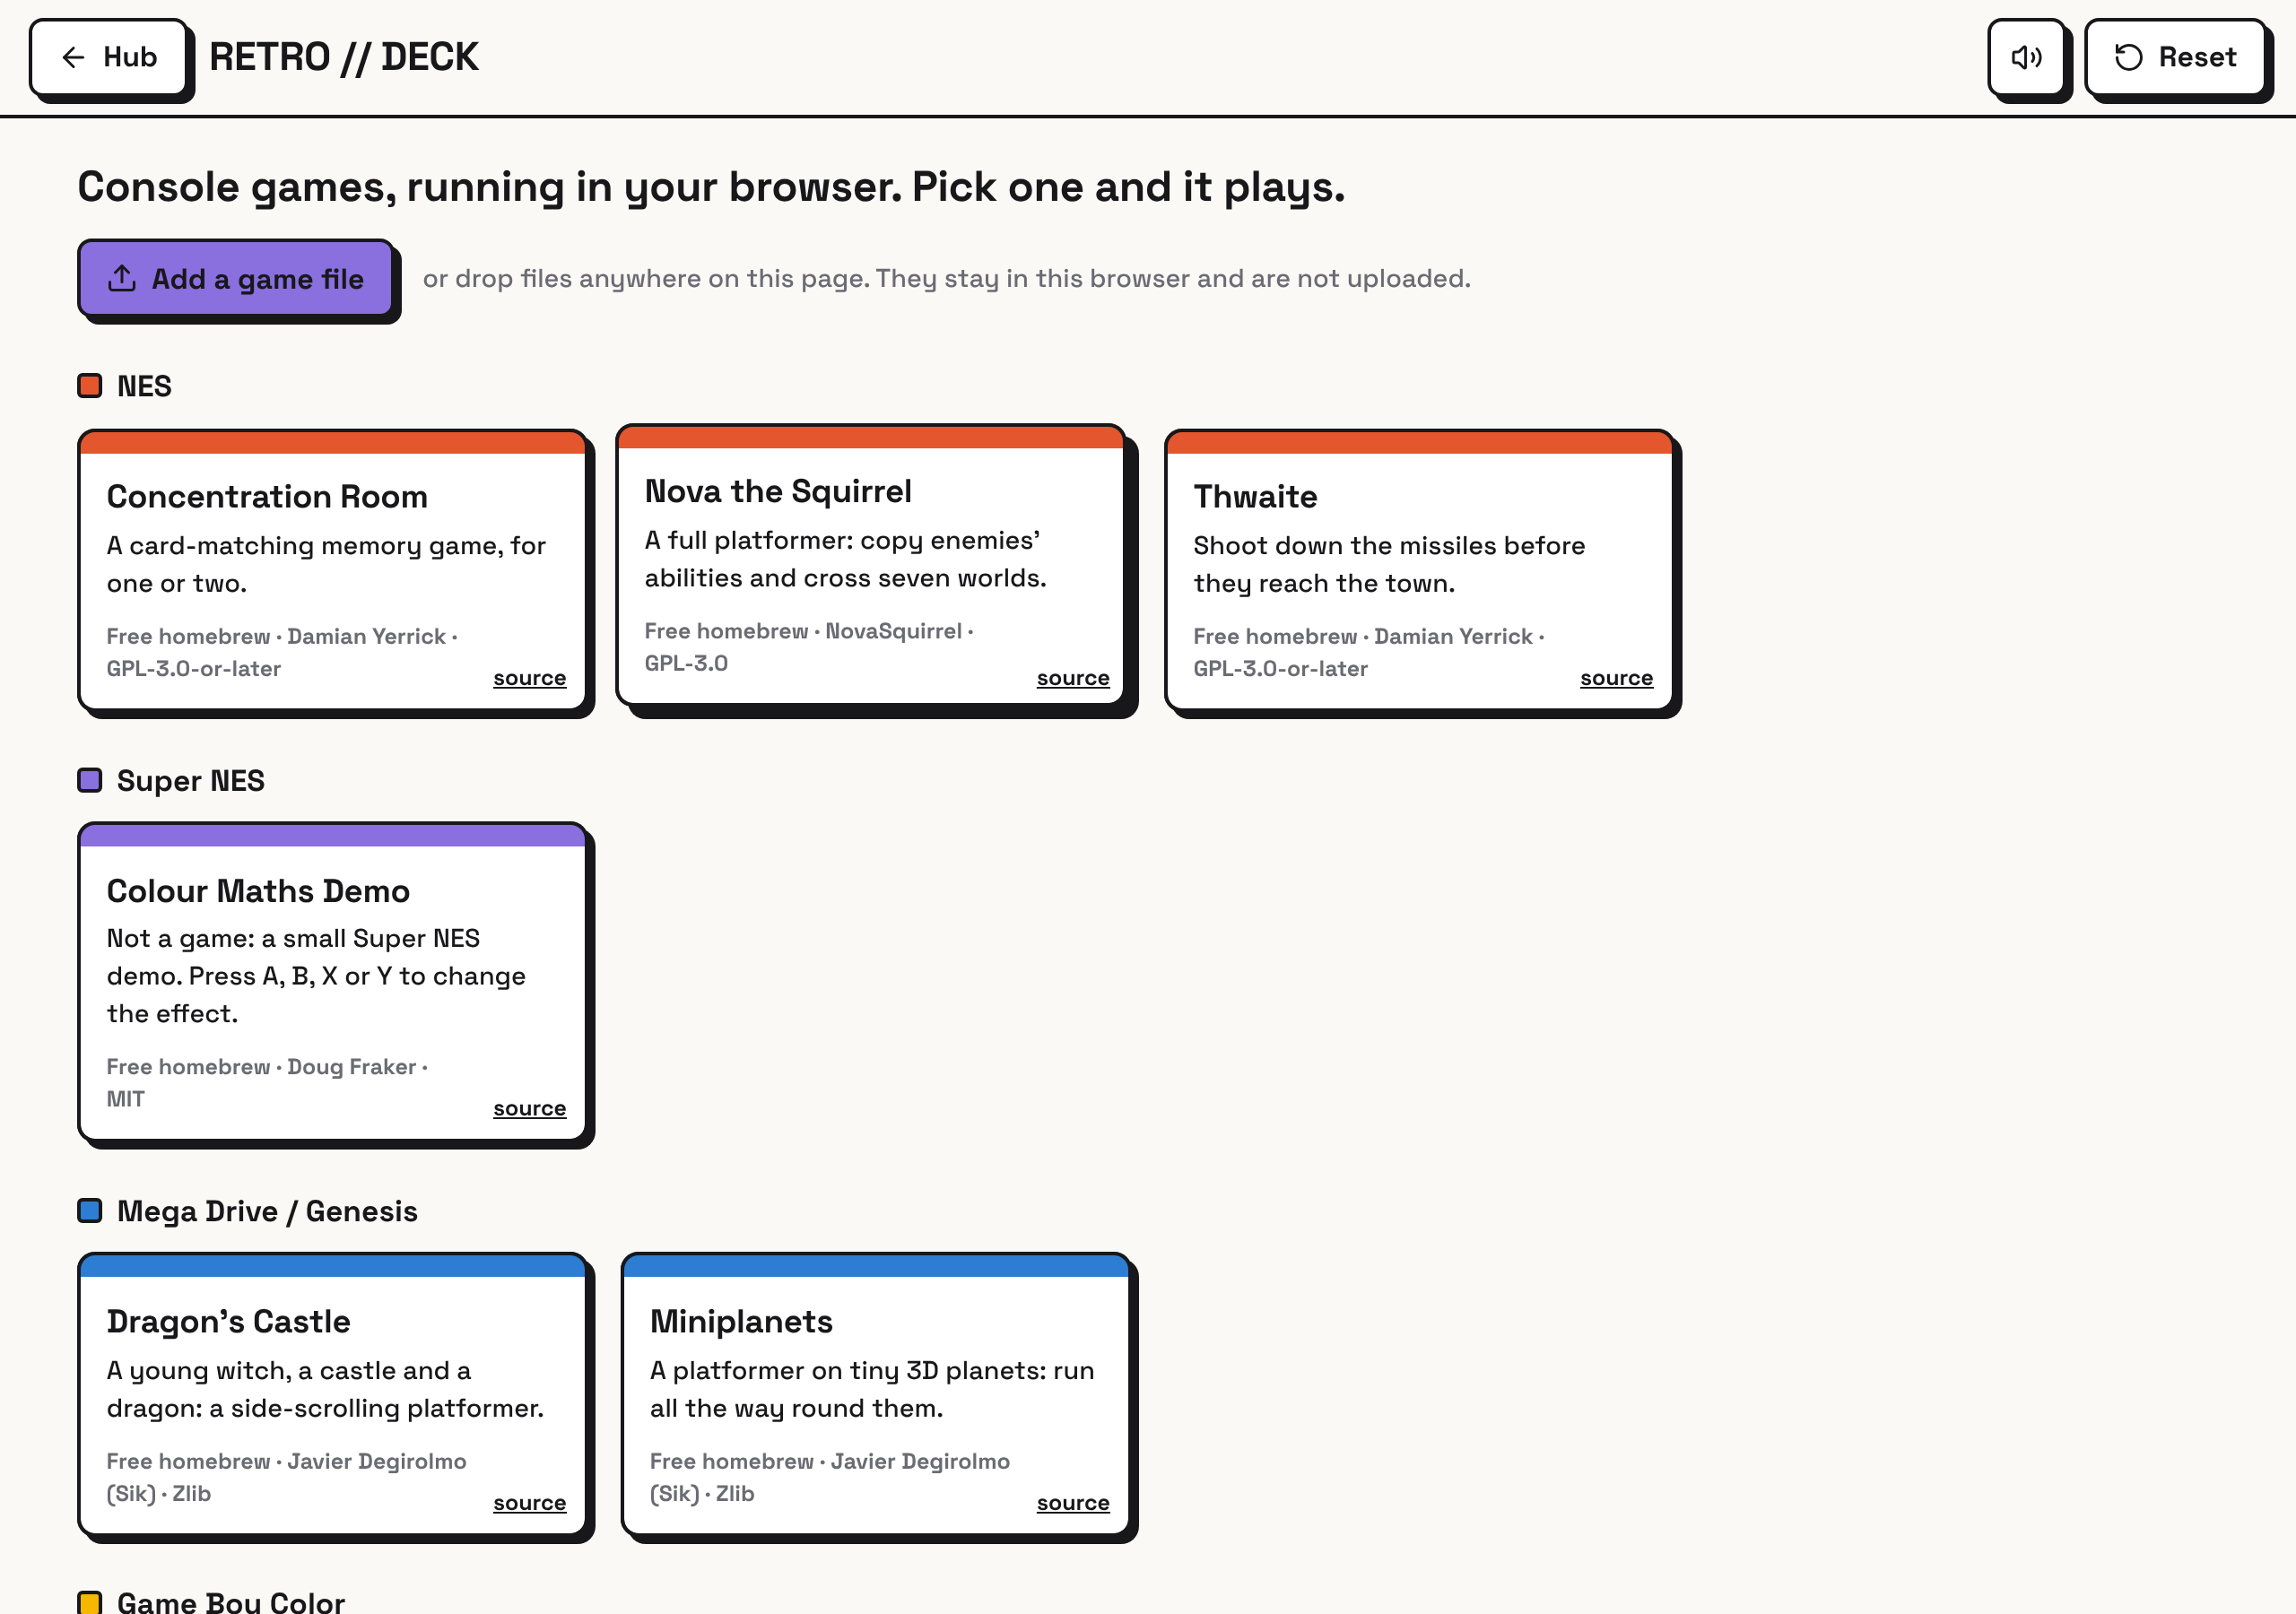 Hub
RETRO // DECK
Reset
Console games, running in your browser. Pick one and it plays.
Add a game file
or drop files anywhere on this page. They stay in this browser and are not uploaded.
NES
Concentration Room
A card-matching memory game, for
one or two.
Free homebrew · Damian Yerrick ·
GPL-3.0-or-later
source
Nova the Squirrel
A full platformer: copy enemies’
abilities and cross seven worlds.
Free homebrew · NovaSquirrel ·
GPL-3.0
source
Thwaite
Shoot down the missiles before
they reach the town.
Free homebrew · Damian Yerrick ·
GPL-3.0-or-later
source
Super NES
Colour Maths Demo
Not a game: a small Super NES
demo. Press A, B, X or Y to change
the effect.
Free homebrew · Doug Fraker ·
MIT
source
Mega Drive / Genesis
Dragon’s Castle
A young witch, a castle and a
dragon: a side-scrolling platformer.
Free homebrew · Javier Degirolmo
(Sik) · Zlib
source
Miniplanets
A platformer on tiny 3D planets: run
all the way round them.
Free homebrew · Javier Degirolmo
(Sik) · Zlib
source
Game Boy Color